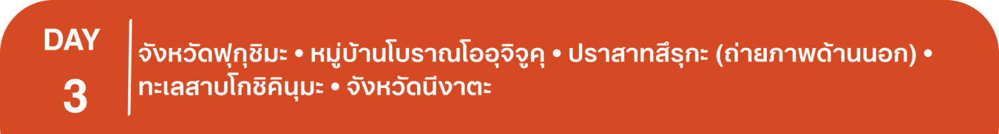 DAY
3
จังหวัดฟุกุชิมะ • หมู่บ้านโบราณโออุจิจูคุ • ปราสาทสึรุกะ (ถ่ายภาพด้านนอก) •
ทะเลสาบโกชิคินุมะ • จังหวัดนีงาตะ